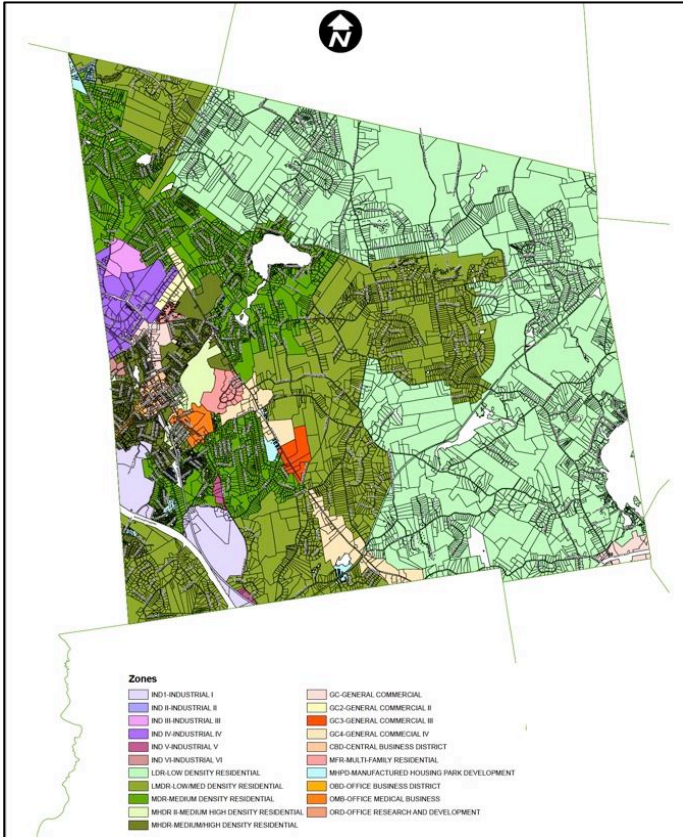 N
Zones
IND1-INDUSTRIAL I
IND II-INDUSTRIAL II
IND III-INDUSTRIAL III
IND IV-INDUSTRIAL IV
IND V-INDUSTRIAL V
IND VI-INDUSTRIAL VI
LDR-LOW DENSITY RESIDENTIAL
LMDR-LOW/MED DENSITY RESIDENTIAL
MDR-MEDIUM DENSITY RESIDENTIAL
MHDR II-MEDIUM HIGH DENSITY RESIDENTIAL
MHDR-MEDIUM/HIGH DENSITY RESIDENTIAL
GC-GENERAL COMMERCIAL
GC2-GENERAL COMMERCIAL II
GC3-GENERAL COMMERCIAL III
GC4-GENERAL COMMECIAL IV
CBD-CENTRAL BUSINESS DISTRICT
MFR-MULTI-FAMILY RESIDENTIAL
MHPD-MANUFACTURED HOUSING PARK DEVELOPMENT
OBD-OFFICE BUSINESS DISTRICT
OMB-OFFICE MEDICAL BUSINESS
ORD-OFFICE RESEARCH AND DEVELOPMENT